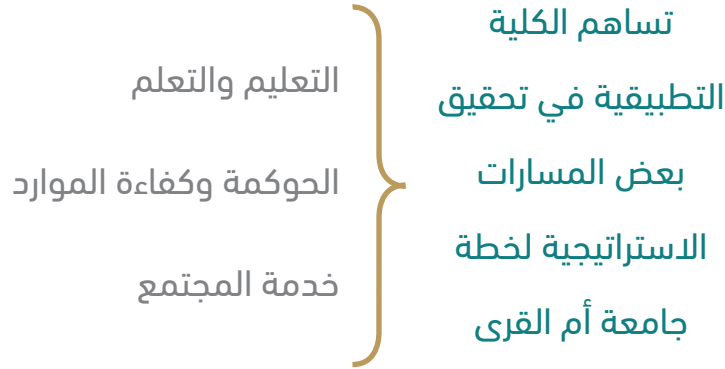 تساهم الكلية
التطبيقية في تحقيق
بعض المسارات
الاستراتيجية لخطة
جامعة أم القرى
التعليم والتعلم
الحوكمة وكفاءة الموارد
خدمة المجتمع